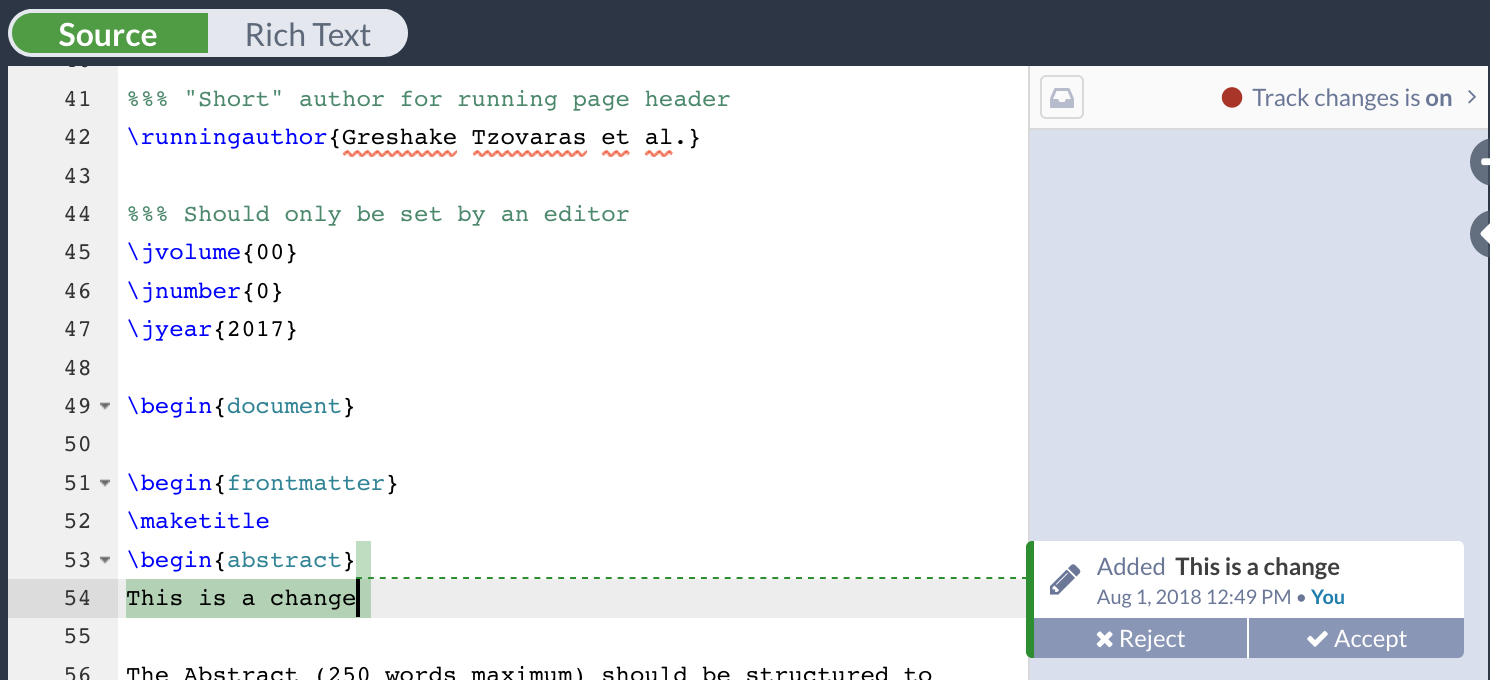 Source Rich Text
41 %%% "Short" author for running page header
42 \runningauthor{Greshake Tzovaras et al.}
43
44 %%% Should only be set by an editor
45 \jvolume{00}
46 \jnumber{0}
47 \jyear{2017}
48
49 \begin{document}
50
51 \begin{frontmatter}
52 \maketitle
53 \begin{abstract}
54 This is a change
55
56 The Abstract (250 words maximum) should be structured to
Track changes is on
Added This is a change
Aug 1, 2018 12:49 PM • You
Reject Accept